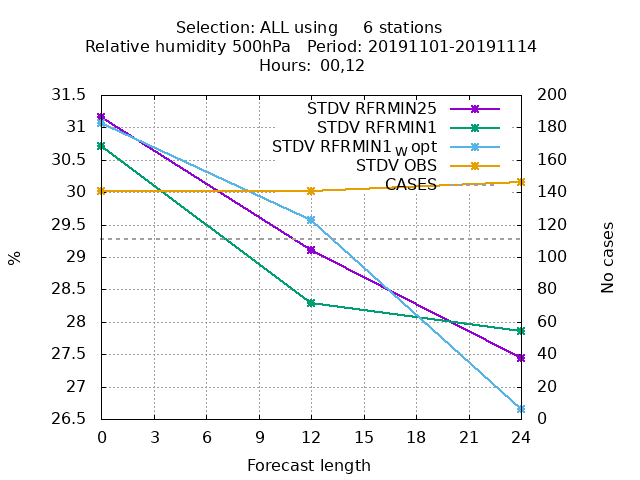 Selection: ALL using     6 stations
Relative humidity 500hPa   Period: 20191101-20191114
Hours: 00,12
31.5
31
30.5
30
29.5
29
28.5
28
27.5
27
26.5
%
STDV RFRMIN25
STDV RFRMIN1
STDV RFRMIN1w opt
STDV OBS
CASES
200
180
160
140
120
100
80
60
40
20
0
No cases
0 3 6 9 12 15 18 21 24
Forecast length